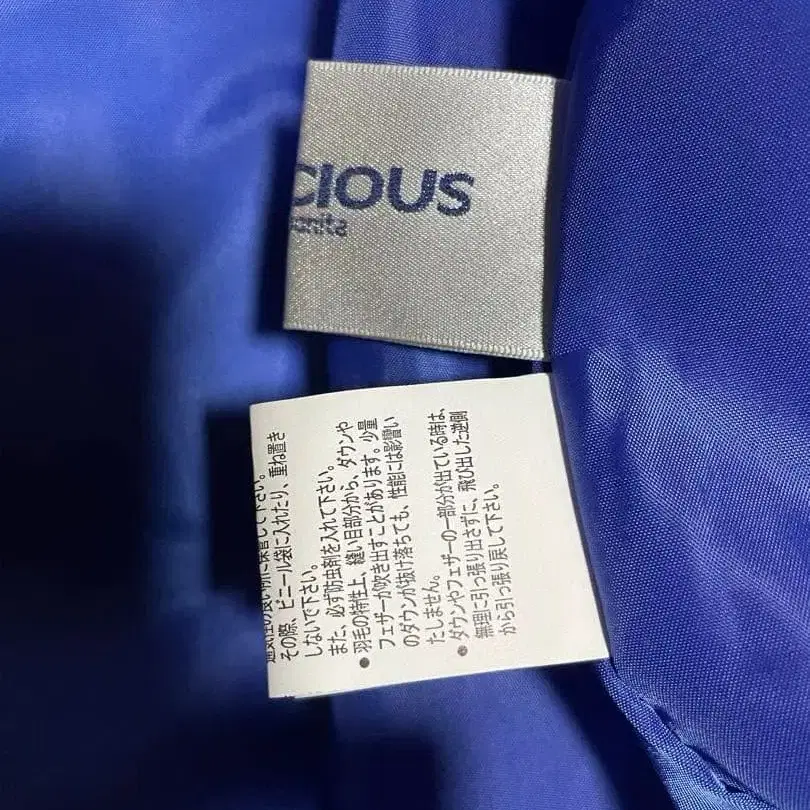 CIOUS
onita
通気性の良い所に保管して下さい。
その際、ビニール袋に入れたり、重ね置き
しないで下さい。
また、必ず防虫剤を入れて下さい。
● 羽毛の特性上、縫い目部分から、ダウンや
フェザーが吹き出すことがあります。少量
のダウンが抜け落ちても、性能には影響い
たしません。
● ダウンやフェザーの一部分が出ている時は、
無理に引っ張り出さずに、飛び出した逆側
から引っ張り戻して下さい。